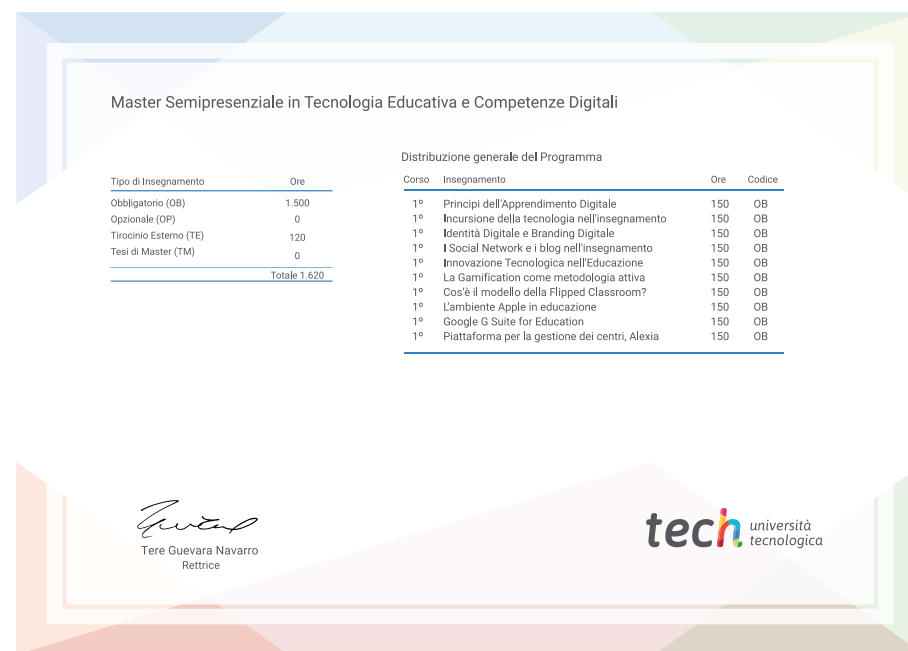 Master Semipresenziale in Tecnologia Educativa e Competenze Digitali
Tipo di Insegnamento Ore
Obbligatorio (OB) 1.500
Opzionale (OP) 0
Tirocinio Esterno (TE) 120
Tesi di Master (TM) 0
Totale 1.620
Distribuzione generale del Programma
Corso Insegnamento Ore Codice
1º Principi dell'Apprendimento Digitale 150 OB
1º Incursione della tecnologia nell'insegnamento 150 OB
1º Identità Digitale e Branding Digitale 150 OB
1º I Social Network e i blog nell'insegnamento 150 OB
1º Innovazione Tecnologica nell'Educazione 150 OB
1º La Gamification come metodologia attiva 150 OB
1º Cos'è il modello della Flipped Classroom? 150 OB
1º L'ambiente Apple in educazione 150 OB
1º Google G Suite for Education 150 OB
1º Piattaforma per la gestione dei centri, Alexia 150 OB
Tere Guevara Navarro
Rettrice
tech università
tecnologica